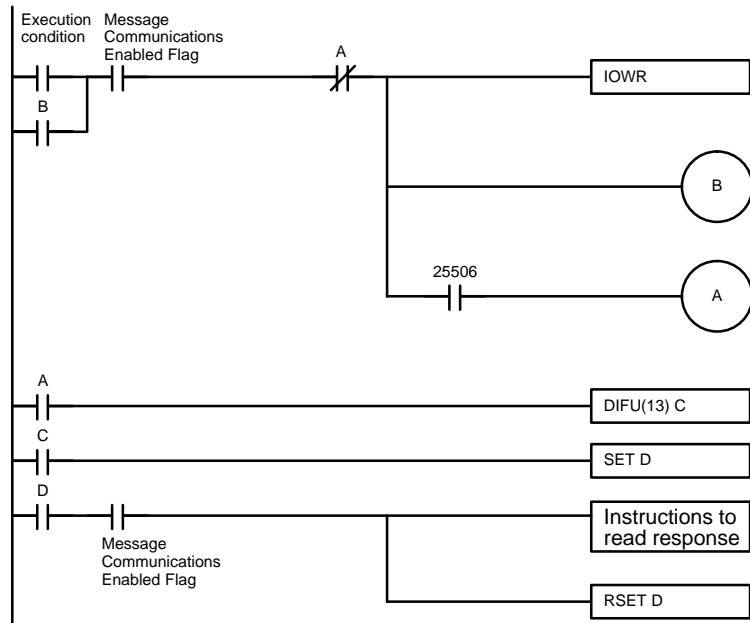 Execution
condition
Message
Communications
Enabled Flag
A
IOWR
B
B
25506
A
A
DIFU(13) C
C
SET D
D
Message
Communications
Enabled Flag
Instructions to
read response
RSET D